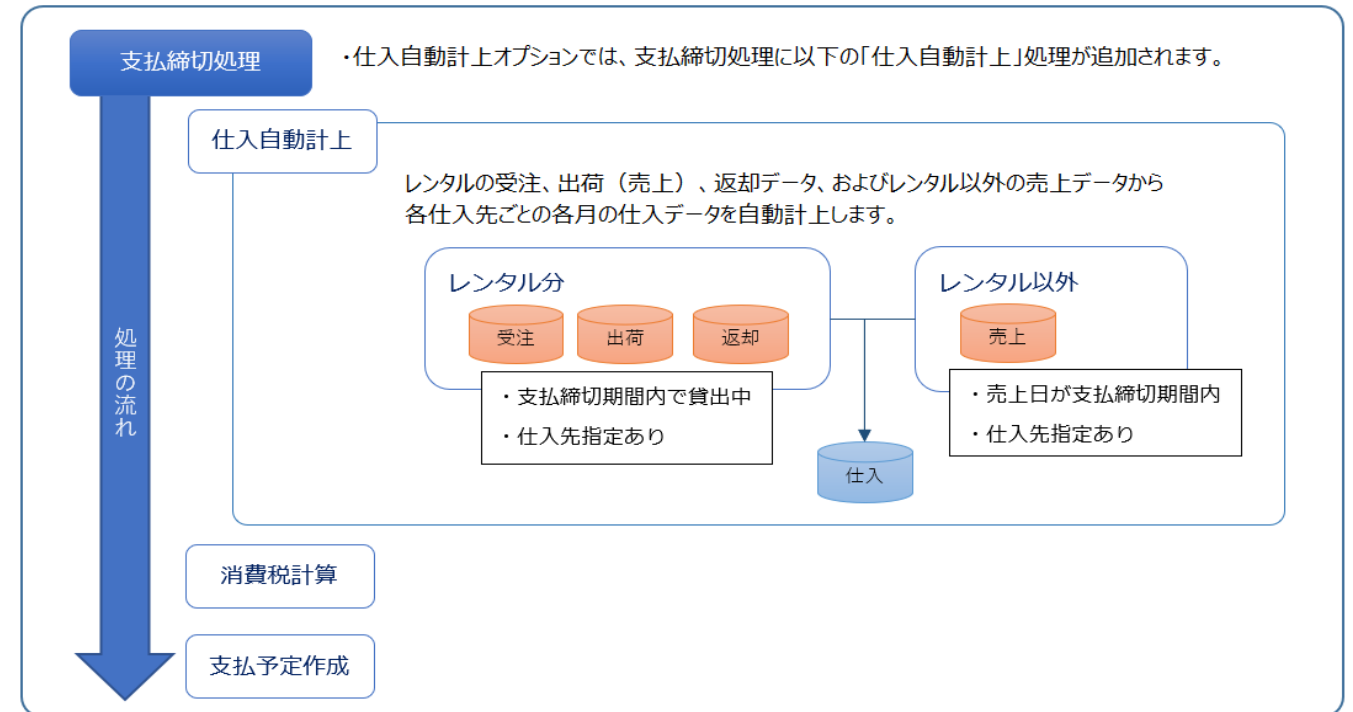 支払締切処理
・仕入自動計上オプションでは、支払締切処理に以下の「仕入自動計上」処理が追加されます。
処理の流れ
仕入自動計上
レンタルの受注、出荷（売上）、返却データ、およびレンタル以外の売上データから
各仕入先ごとの各月の仕入データを自動計上します。
レンタル分
受注
出荷
返却
・支払締切期間内で貸出中
・仕入先指定あり
レンタル以外
売上
・売上日が支払締切期間内
・仕入先指定あり
仕入
消費税計算
支払予定作成